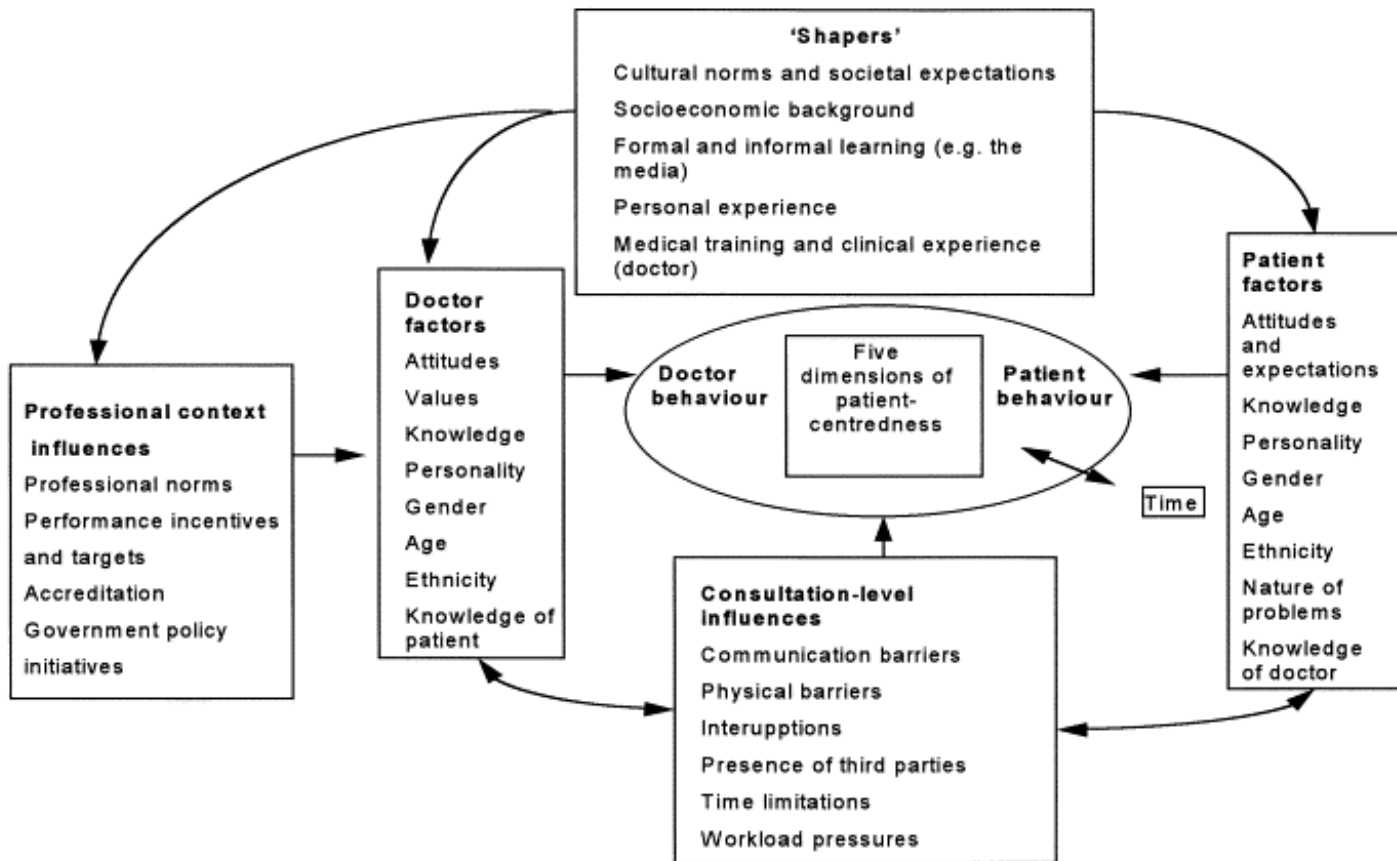 ‘Shapers’
Cultural norms and societal expectations
Socioeconomic background
Formal and informal learning (e.g. the
media)
Personal experience
Medical training and clinical experience
(doctor)
Professional context
influences
Professional norms
Performance incentives
and targets
Accreditation
Government policy
initiatives
Doctor
factors
Attitudes
Values
Knowledge
Personality
Gender
Age
Ethnicity
Knowledge of
patient
Doctor
behaviour
Five
dimensions of
patient-
centredness
Patient
behaviour
Time
Consultation-level
influences
Communication barriers
Physical barriers
Interupptions
Presence of third parties
Time limitations
Workload pressures
Patient
factors
Attitudes
and
expectations
Knowledge
Personality
Gender
Age
Ethnicity
Nature of
problems
Knowledge
of doctor